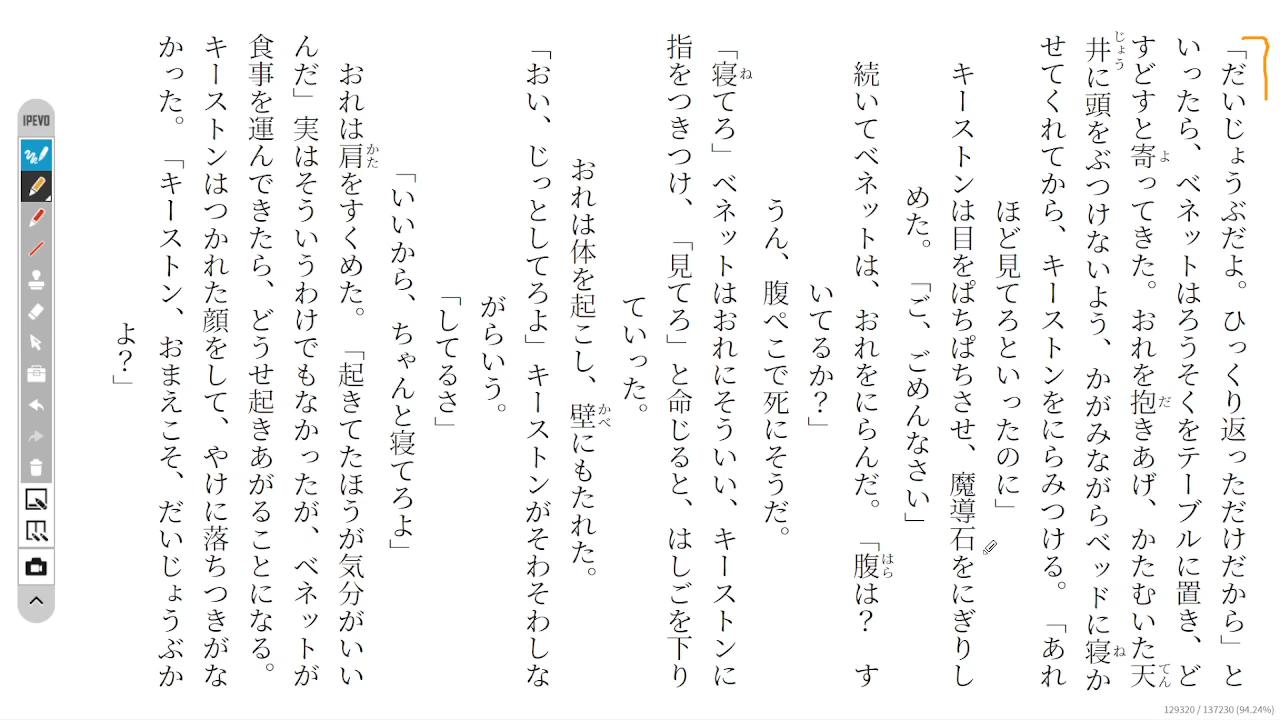 「だいじょうぶだよ。ひっくり返っただけだから」と
いったら、ベネットはろうそくをテーブルに置き、ど
すどすと寄ってきた。おれを抱きあげ、かたむいた天
井に頭をぶつけないよう、かがみながらベッドに寝か
せてくれてから、キーストンをにらみつける。「あれ
ほど見てろといったのに」
キーストンは目をぱちぱちさせ、魔導石をにぎりし
めた。「ご、ごめんなさい」
続いてベネットは、おれをにらんだ。「腹は？　す
いてるか？」
うん、腹ぺこで死にそうだ。
「寝てろ」ベネットはおれにそういい、キーストンに
指をつきつけ、「見てろ」と命じると、はしごを下り
ていった。
おれは体を起こし、壁にもたれた。
「おい、じっとしてろよ」キーストンがそわそわしな
がらいう。
「してるさ」
「いいから、ちゃんと寝てろよ」
おれは肩をすくめた。「起きてたほうが気分がいい
んだ」実はそういうわけでもなかったが、ベネットが
食事を運んできたら、どうせ起きあがることになる。
キーストンはつかれた顔をして、やけに落ちつきがな
かった。「キーストン、おまえこそ、だいじょうぶか
よ？」
IPEVO
129320 / 137230 (94.24%)